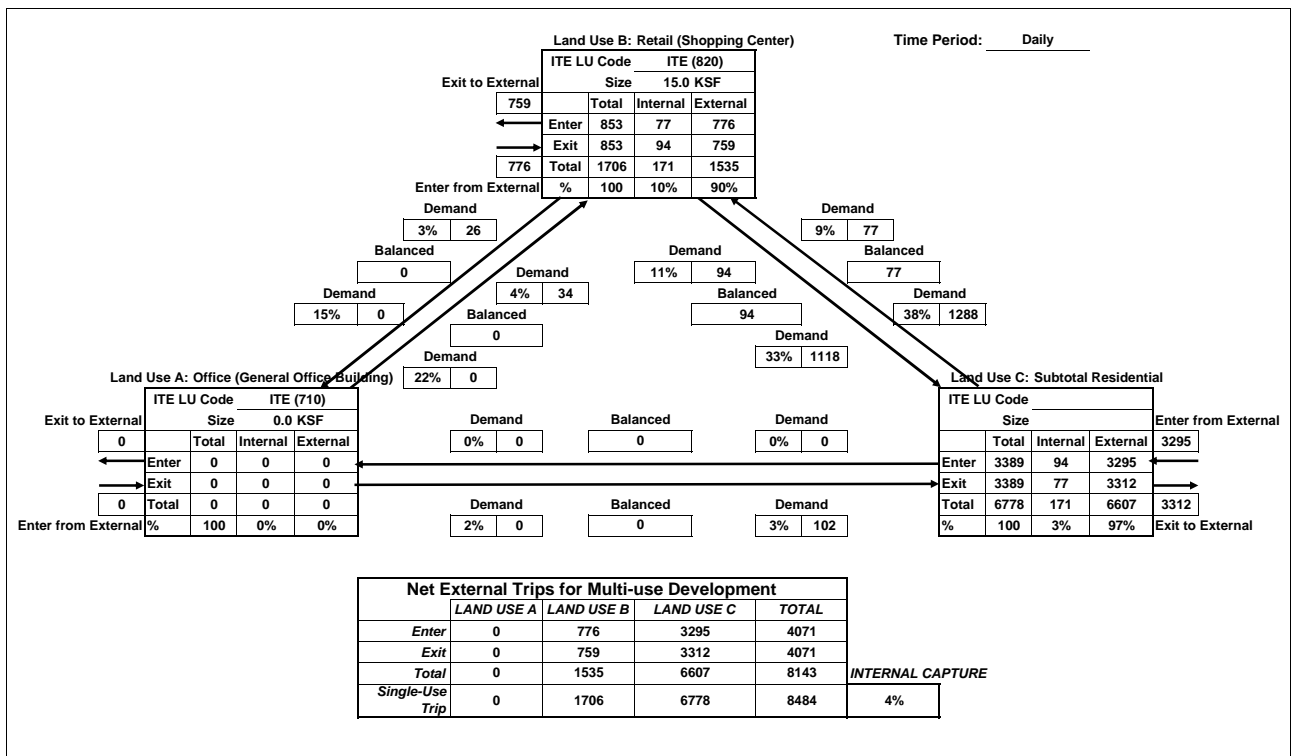 Land Use B: Retail (Shopping Center)
Time Period: Daily
ITE LU Code ITE (820)
Exit to External Size 15.0 KSF
759 Total Internal External
Enter 853 77 776
Exit 853 94 759
776 Total 1706 171 1535
Enter from External % 100 10% 90%
Demand
3% 26
Balanced
0
Demand
15% 0
Demand
4% 34
Balanced
0
Demand
22% 0
Demand
11% 94
Balanced
94
Demand
33% 1118
Demand
9% 77
Balanced
77
Demand
38% 1288
Land Use A: Office (General Office Building)
ITE LU Code ITE (710)
Exit to External Size 0.0 KSF
0 Total Internal External
Enter 0 0 0
Exit 0 0 0
0 Total 0 0 0
Enter from External % 100 0% 0%
Demand Balanced Demand
0% 0 0 0% 0
Demand Balanced Demand
2% 0 0 3% 102
Land Use C: Subtotal Residential
ITE LU Code
Size Enter from External
Total Internal External 3295
Enter 3389 94 3295
Exit 3389 77 3312
Total 6778 171 6607 3312
% 100 3% 97% Exit to External
Net External Trips for Multi-use Development
LAND USE A LAND USE B LAND USE C TOTAL
Enter 0 776 3295 4071
Exit 0 759 3312 4071
Total 0 1535 6607 8143 INTERNAL CAPTURE
Single-Use
Trip 0 1706 6778 8484 4%